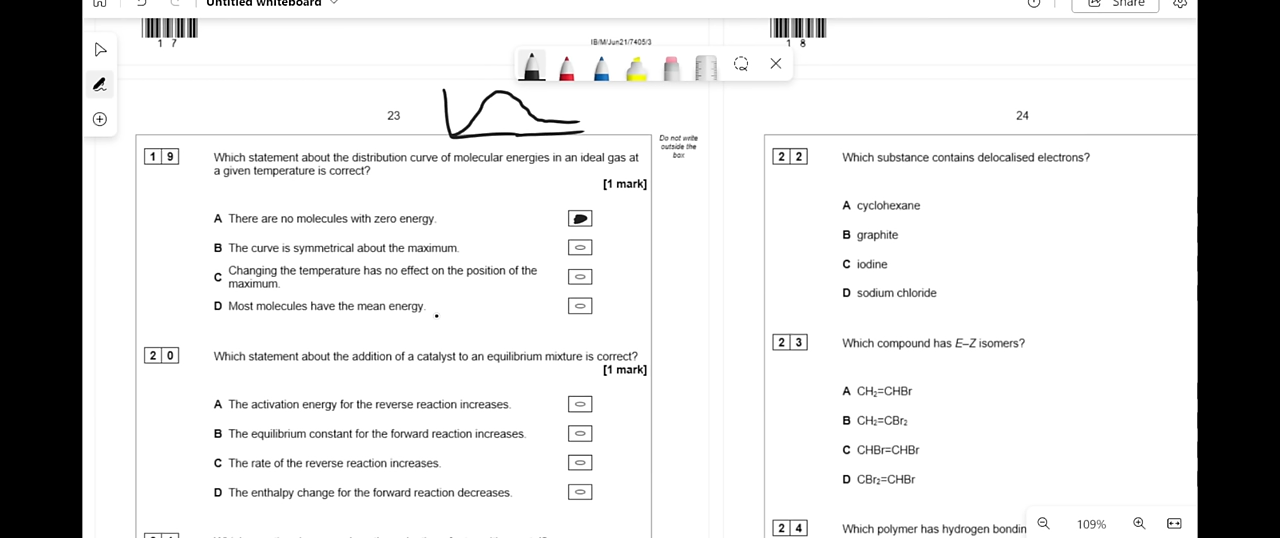 Untitled whiteboard
Share
1 7
IB/M/Jun21/7405/3
1 8
23
Do not write
outside the
box
1 9
Which statement about the distribution curve of molecular energies in an ideal gas at
a given temperature is correct?
[1 mark]
A There are no molecules with zero energy.
B The curve is symmetrical about the maximum.
C Changing the temperature has no effect on the position of the
maximum.
D Most molecules have the mean energy.
2 0
Which statement about the addition of a catalyst to an equilibrium mixture is correct?
[1 mark]
A The activation energy for the reverse reaction increases.
B The equilibrium constant for the forward reaction increases.
C The rate of the reverse reaction increases.
D The enthalpy change for the forward reaction decreases.
24
2 2
Which substance contains delocalised electrons?
A cyclohexane
B graphite
C iodine
D sodium chloride
2 3
Which compound has E–Z isomers?
A CH₂=CHBr
B CH₂=CBr₂
C CHBr=CHBr
D CBr₂=CHBr
2 4
Which polymer has hydrogen bondin
109%